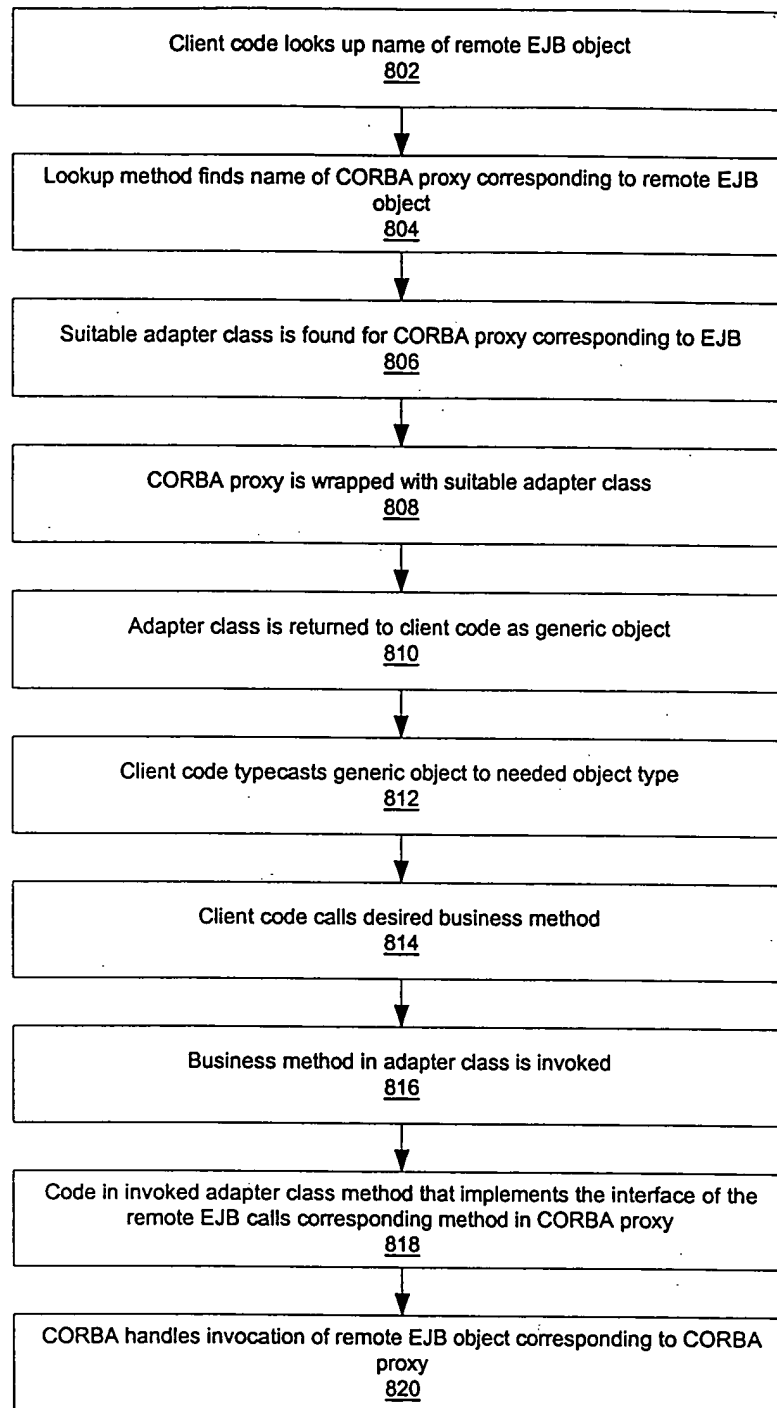 Client code looks up name of remote EJB object
802
Lookup method finds name of CORBA proxy corresponding to remote EJB
object
804
Suitable adapter class is found for CORBA proxy corresponding to EJB
806
CORBA proxy is wrapped with suitable adapter class
808
Adapter class is returned to client code as generic object
810
Client code typecasts generic object to needed object type
812
Client code calls desired business method
814
Business method in adapter class is invoked
816
Code in invoked adapter class method that implements the interface of the
remote EJB calls corresponding method in CORBA proxy
818
CORBA handles invocation of remote EJB object corresponding to CORBA
proxy
820